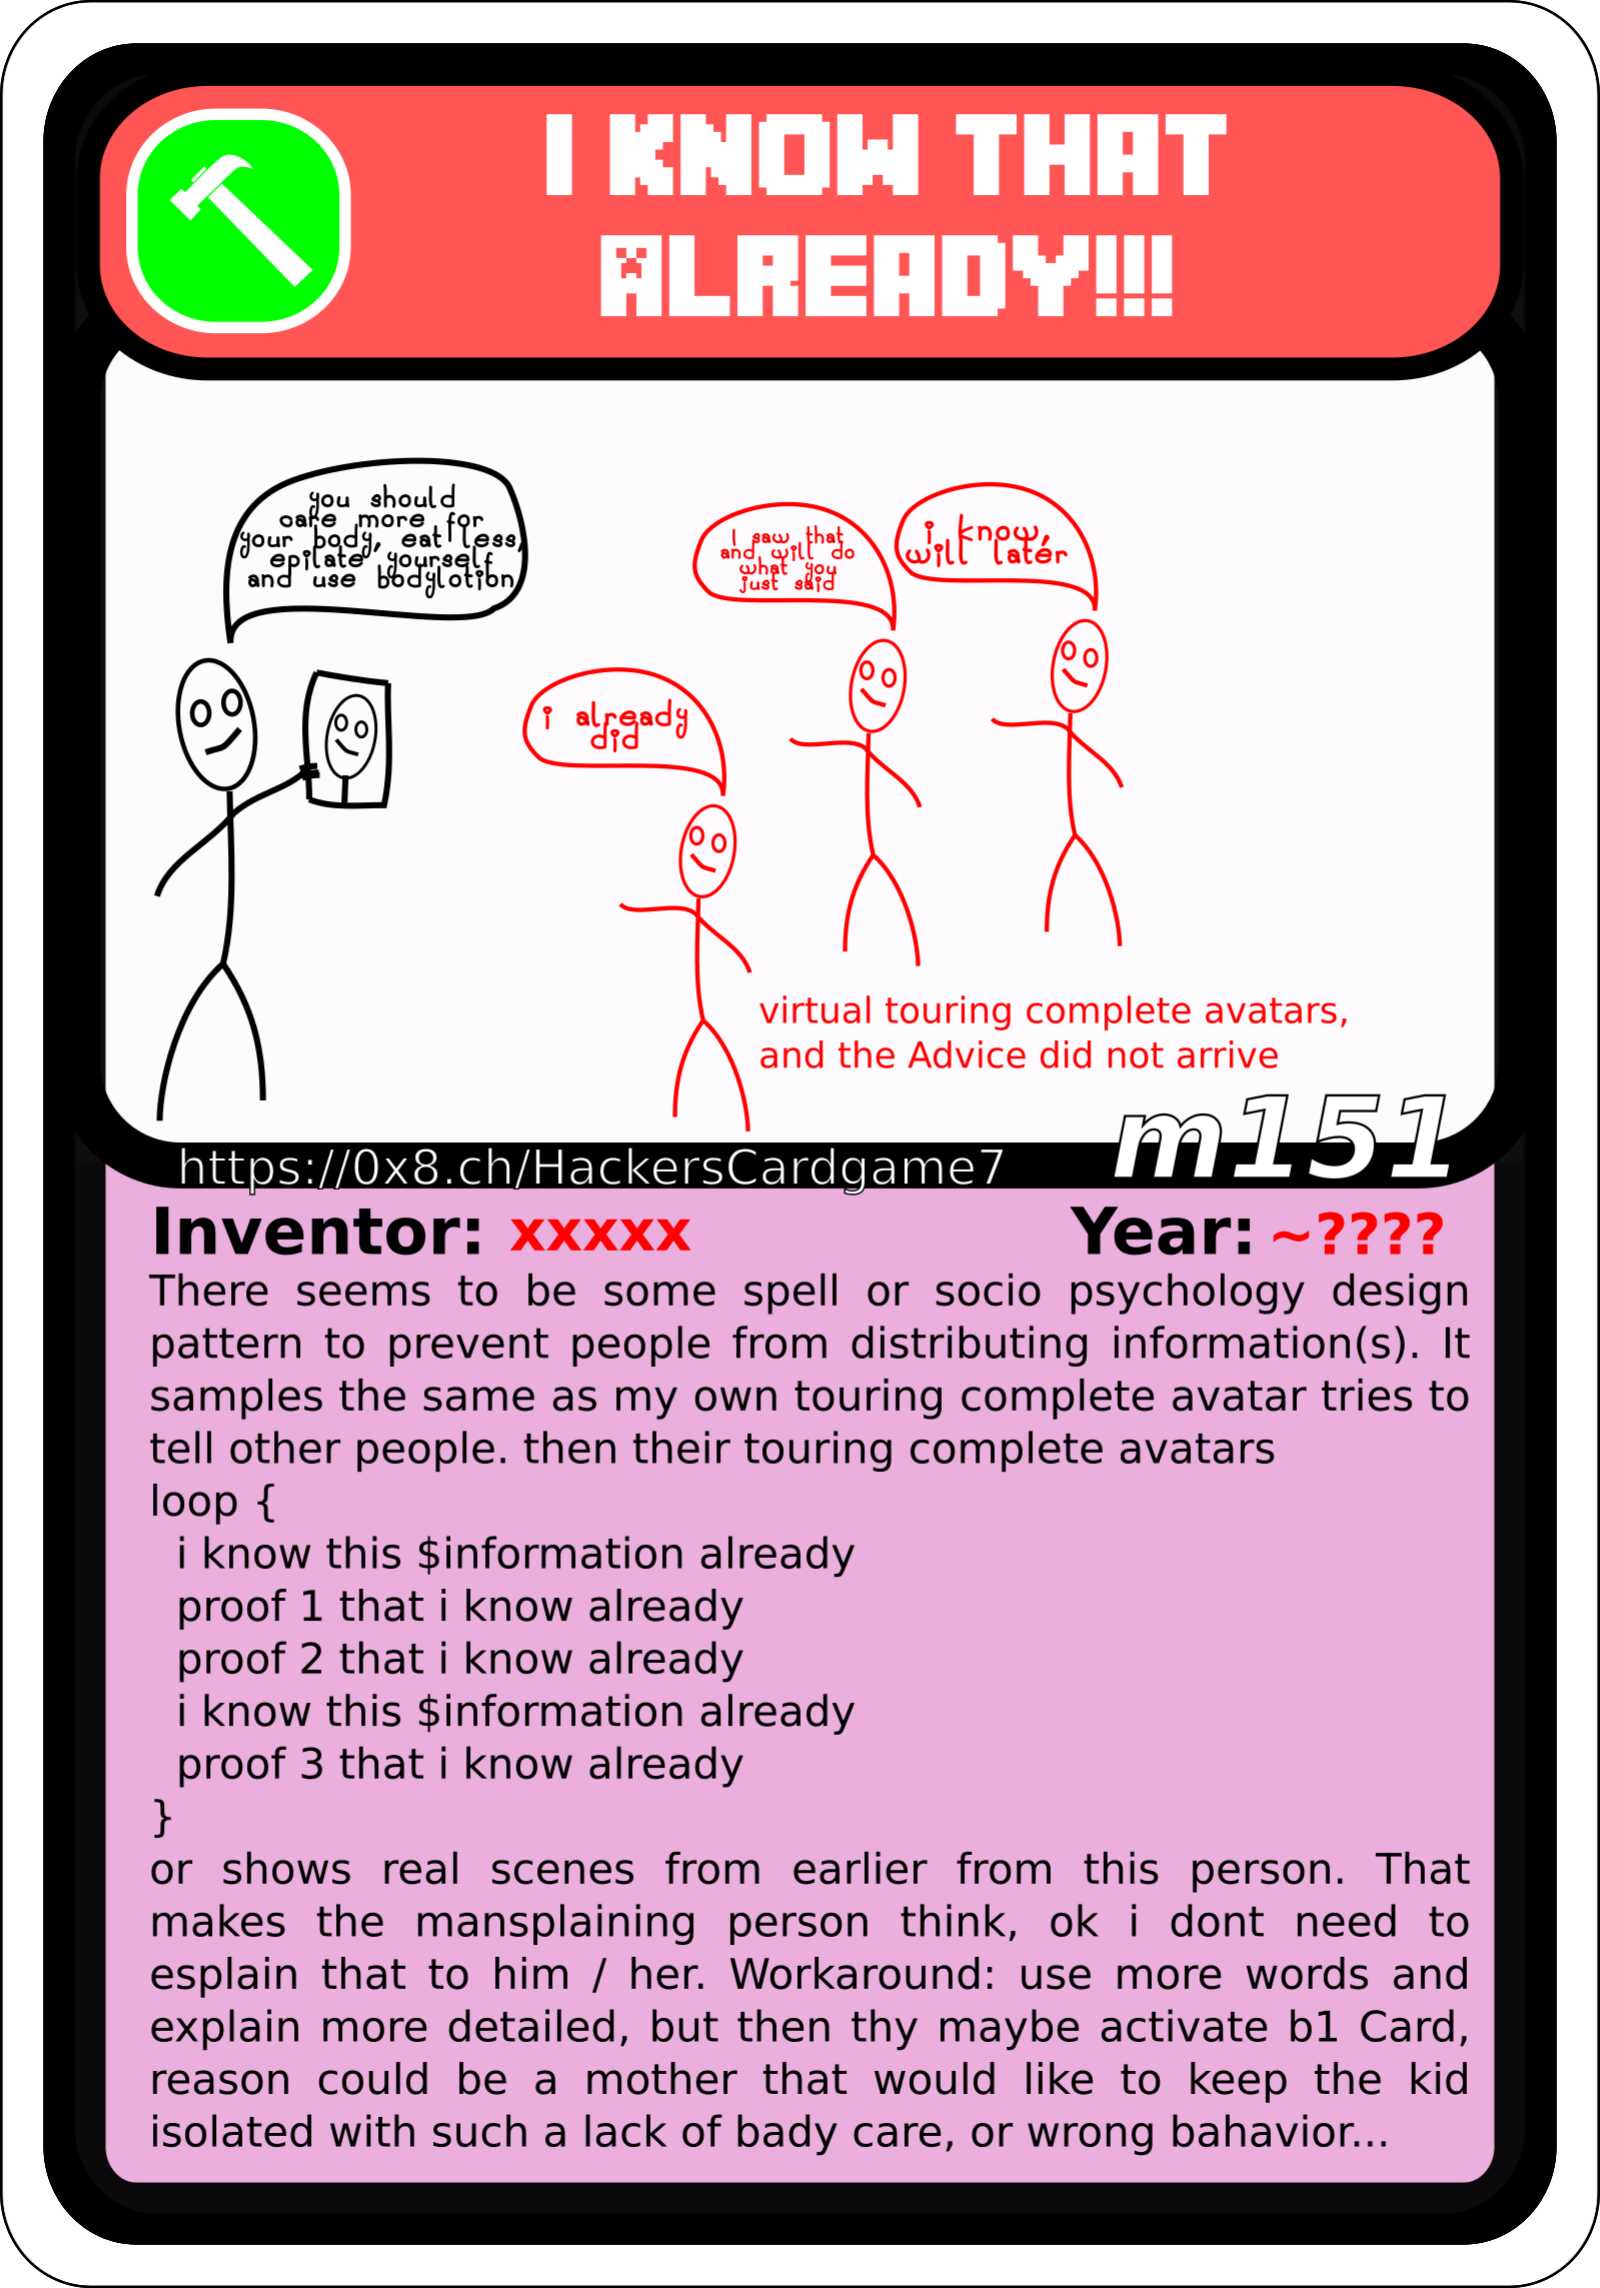 I KNOW THAT
ALREADY!!!
you should
care more for
your body, eat less,
epilate yourself
and use bodylotion
I saw that
and will do
what you
just said
i know,
will later
i already
did
virtual touring complete avatars,
and the Advice did not arrive
m151
https://0x8.ch/HackersCardgame7
Inventor: xxxxx Year: ~????
There seems to be some spell or socio psychology design
pattern to prevent people from distributing information(s). It
samples the same as my own touring complete avatar tries to
tell other people. then their touring complete avatars
loop {
i know this $information already
proof 1 that i know already
proof 2 that i know already
i know this $information already
proof 3 that i know already
}
or shows real scenes from earlier from this person. That
makes the mansplaining person think, ok i dont need to
esplain that to him / her. Workaround: use more words and
explain more detailed, but then thy maybe activate b1 Card,
reason could be a mother that would like to keep the kid
isolated with such a lack of bady care, or wrong bahavior...